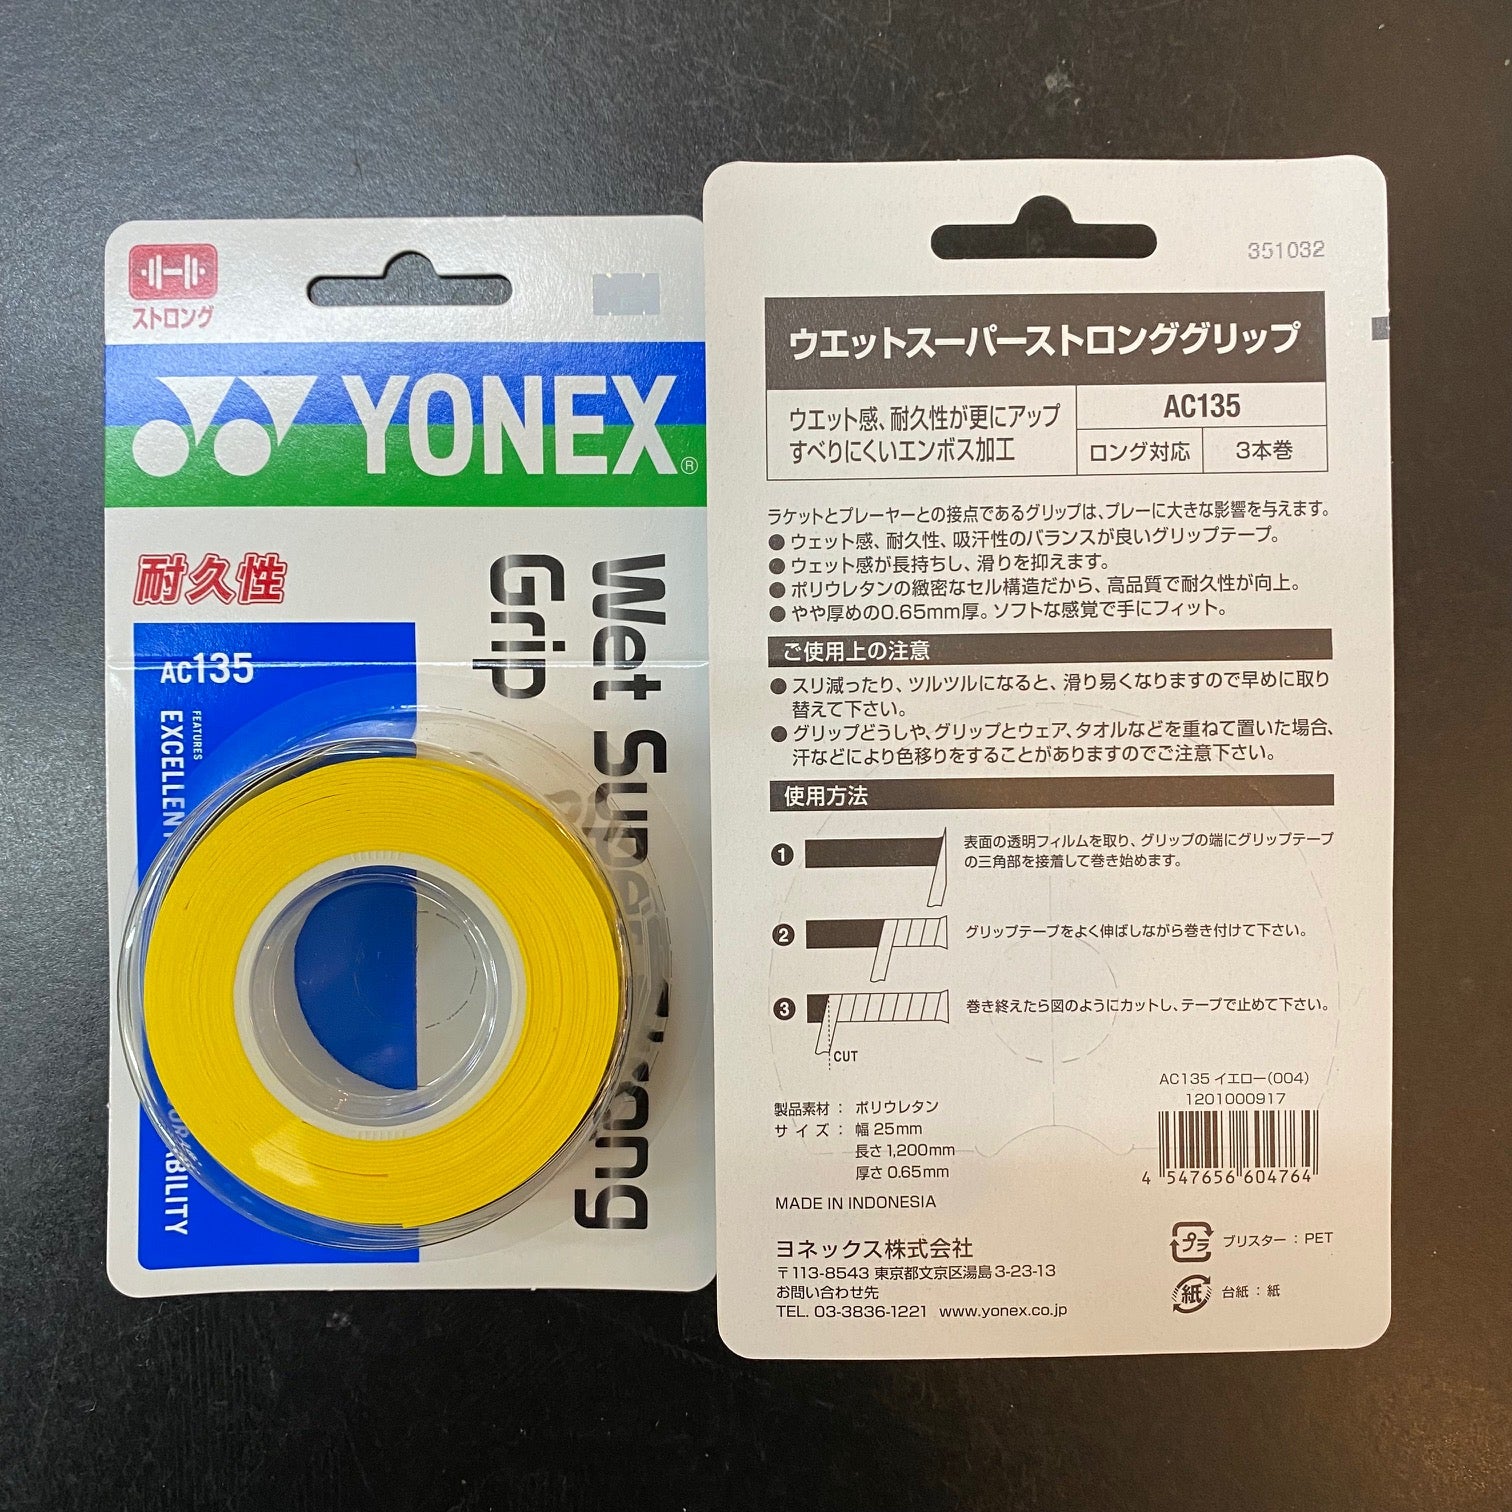 ストロング
YONEX®
耐久性
Wet Super Strong
Grip
AC135
FEATURES
EXCELLENT
ABILITY
351032
ウエットスーパーストロンググリップ
ウエット感、耐久性が更にアップ
すべりにくいエンボス加工
AC135
ロング対応
3本巻
ラケットとプレーヤーとの接点であるグリップは、プレーに大きな影響を与えます。
●ウェット感、耐久性、吸汗性のバランスが良いグリップテープ。
●ウェット感が長持ちし、滑りを抑えます。
●ポリウレタンの緻密なセル構造だから、高品質で耐久性が向上。
●やや厚めの0.65mm厚。ソフトな感覚で手にフィット。
ご使用上の注意
●スリ減ったり、ツルツルになると、滑り易くなりますので早めに取り
替えて下さい。
●グリップどうしや、グリップとウェア、タオルなどを重ねて置いた場合、
汗などにより色移りをすることがありますのでご注意下さい。
使用方法
❶ 表面の透明フィルムを取り、グリップの端にグリップテープ
の三角部を接着して巻き始めます。
❷ グリップテープをよく伸ばしながら巻き付けて下さい。
❸ 巻き終えたら図のようにカットし、テープで止めて下さい。
CUT
AC135 イエロー(004)
1201000917
4 547656 604764
製品素材：ポリウレタン
サイズ：幅 25mm
長さ 1,200mm
厚さ 0.65mm
MADE IN INDONESIA
ヨネックス株式会社
〒113-8543 東京都文京区湯島3-23-13
お問い合わせ先
TEL. 03-3836-1221 www.yonex.co.jp
プラ ブリスター：PET
紙 台紙：紙